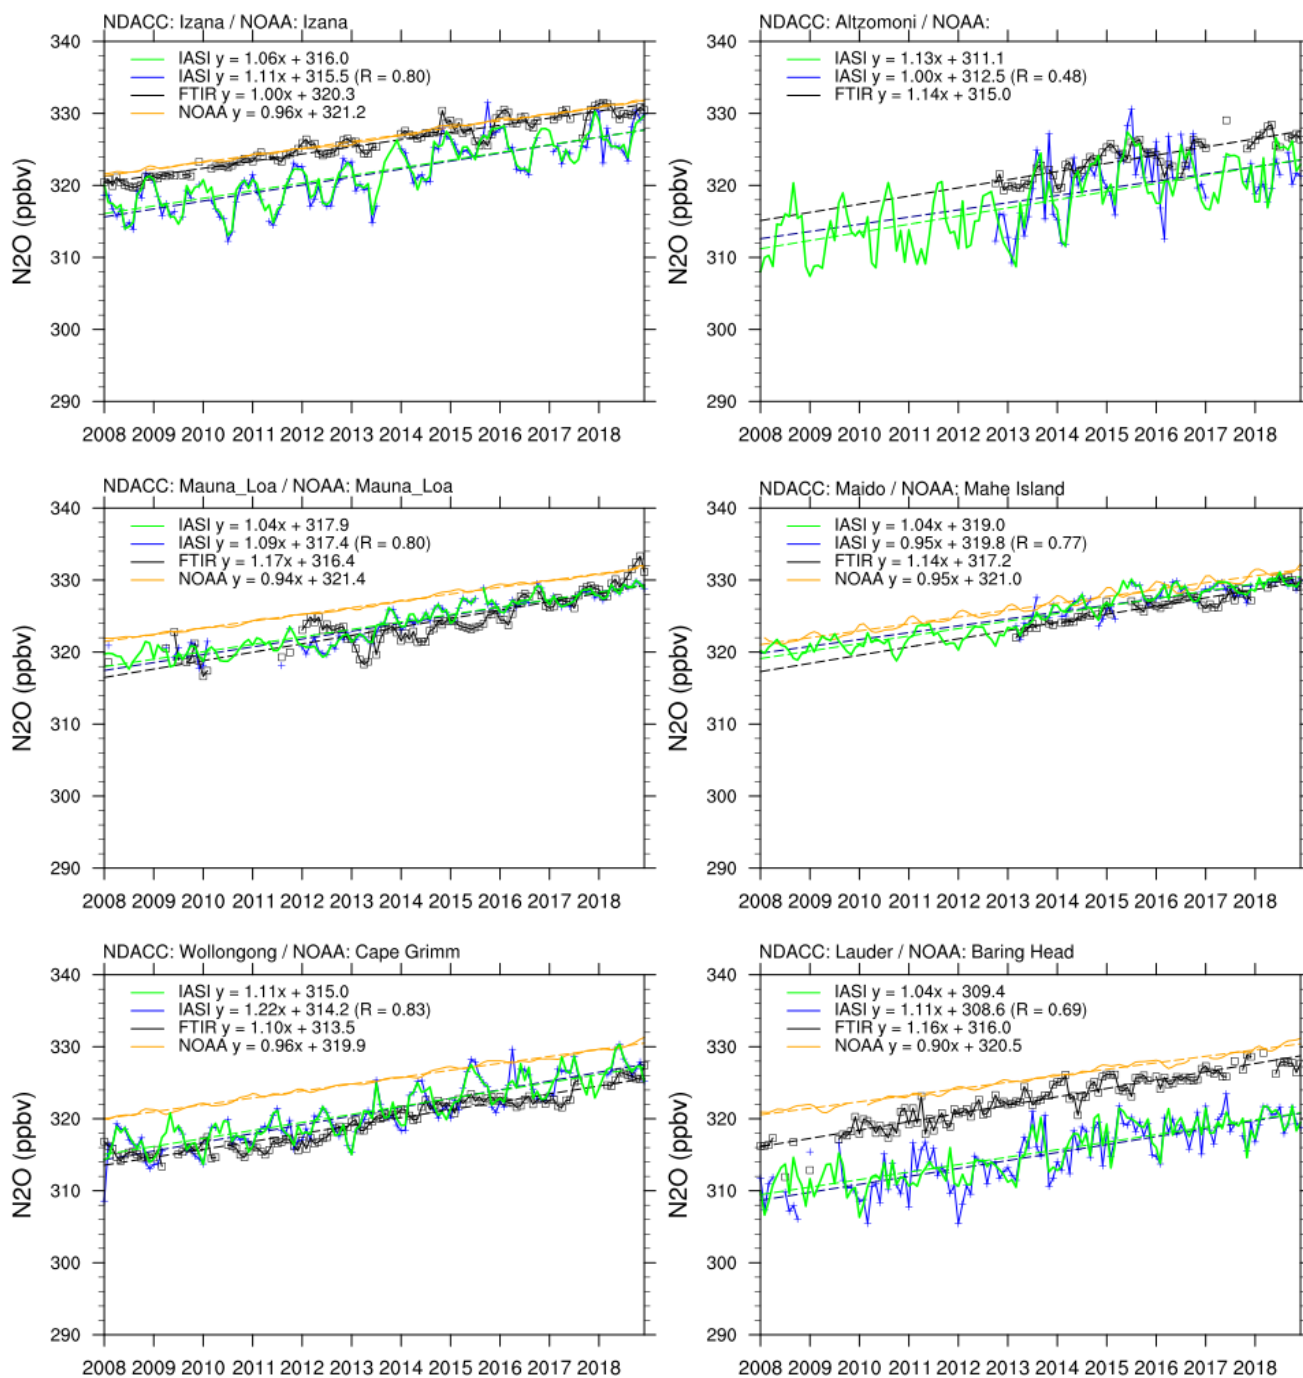 NDACC: Izana / NOAA: Izana
340
330
320
310
300
290
N2O (ppbv)
IASI y = 1.06x + 316.0
IASI y = 1.11x + 315.5 (R = 0.80)
FTIR y = 1.00x + 320.3
NOAA y = 0.96x + 321.2
2008 2009 2010 2011 2012 2013 2014 2015 2016 2017 2018
NDACC: Altzomoni / NOAA:
340
330
320
310
300
290
N2O (ppbv)
IASI y = 1.13x + 311.1
IASI y = 1.00x + 312.5 (R = 0.48)
FTIR y = 1.14x + 315.0
2008 2009 2010 2011 2012 2013 2014 2015 2016 2017 2018
NDACC: Mauna_Loa / NOAA: Mauna_Loa
340
330
320
310
300
290
N2O (ppbv)
IASI y = 1.04x + 317.9
IASI y = 1.09x + 317.4 (R = 0.80)
FTIR y = 1.17x + 316.4
NOAA y = 0.94x + 321.4
2008 2009 2010 2011 2012 2013 2014 2015 2016 2017 2018
NDACC: Maido / NOAA: Mahe Island
340
330
320
310
300
290
N2O (ppbv)
IASI y = 1.04x + 319.0
IASI y = 0.95x + 319.8 (R = 0.77)
FTIR y = 1.14x + 317.2
NOAA y = 0.95x + 321.0
2008 2009 2010 2011 2012 2013 2014 2015 2016 2017 2018
NDACC: Wollongong / NOAA: Cape Grimm
340
330
320
310
300
290
N2O (ppbv)
IASI y = 1.11x + 315.0
IASI y = 1.22x + 314.2 (R = 0.83)
FTIR y = 1.10x + 313.5
NOAA y = 0.96x + 319.9
2008 2009 2010 2011 2012 2013 2014 2015 2016 2017 2018
NDACC: Lauder / NOAA: Baring Head
340
330
320
310
300
290
N2O (ppbv)
IASI y = 1.04x + 309.4
IASI y = 1.11x + 308.6 (R = 0.69)
FTIR y = 1.16x + 316.0
NOAA y = 0.90x + 320.5
2008 2009 2010 2011 2012 2013 2014 2015 2016 2017 2018